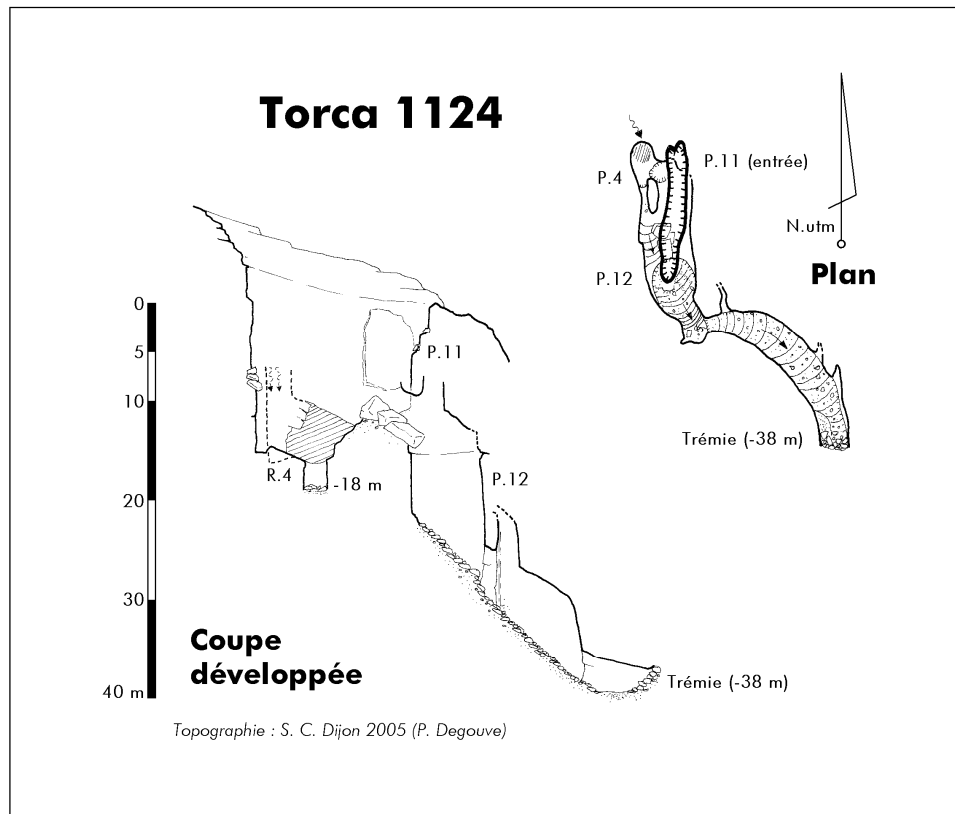 Torca 1124
P.11 (entrée)
P.4
N.utm
P.12
Plan
0
P.11
5
10
Trémie (-38 m)
R.4
-18 m
P.12
20
30
Coupe
développée
Trémie (-38 m)
40 m
Topographie : S. C. Dijon 2005 (P. Degouve)